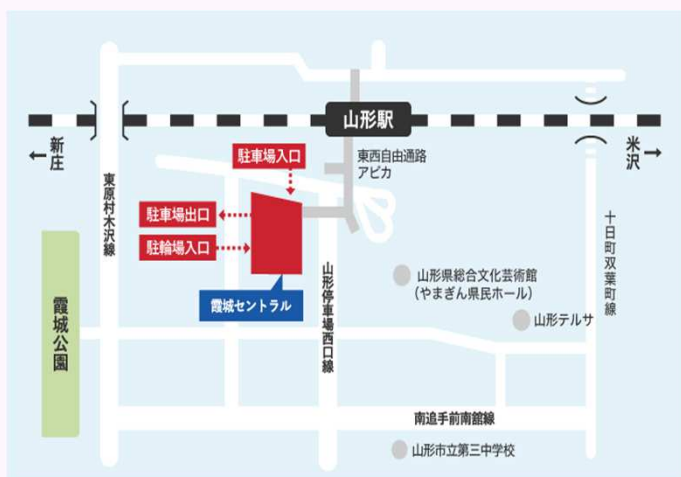 山形駅
新庄
←
米沢
→
駐車場入口
東西自由通路
アピカ
東原村木沢線
駐車場出口
駐輪場入口
霞城セントラル
山形停車場西口線
十日町双葉町線
山形県総合文化芸術館
（やまぎん県民ホール）
山形テルサ
霞城公園
南追手前南舘線
山形市立第三中学校